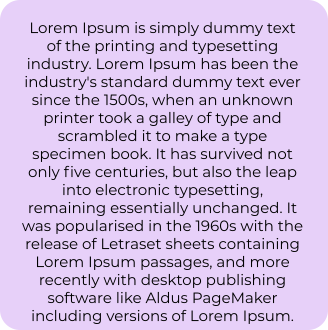 Lorem Ipsum is simply dummy text
of the printing and typesetting
industry. Lorem Ipsum has been the
industry's standard dummy text ever
since the 1500s, when an unknown
printer took a galley of type and
scrambled it to make a type
specimen book. It has survived not
only five centuries, but also the leap
into electronic typesetting,
remaining essentially unchanged. It
was popularised in the 1960s with the
release of Letraset sheets containing
Lorem Ipsum passages, and more
recently with desktop publishing
software like Aldus PageMaker
including versions of Lorem Ipsum.